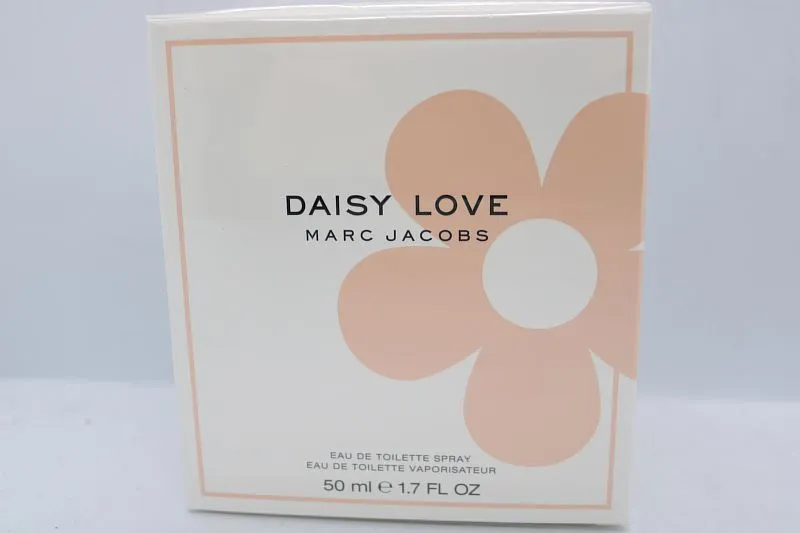 DAISY LOVE
MARC JACOBS
EAU DE TOILETTE SPRAY
EAU DE TOILETTE VAPORISATEUR
50 ml ℮ 1.7 FL OZ